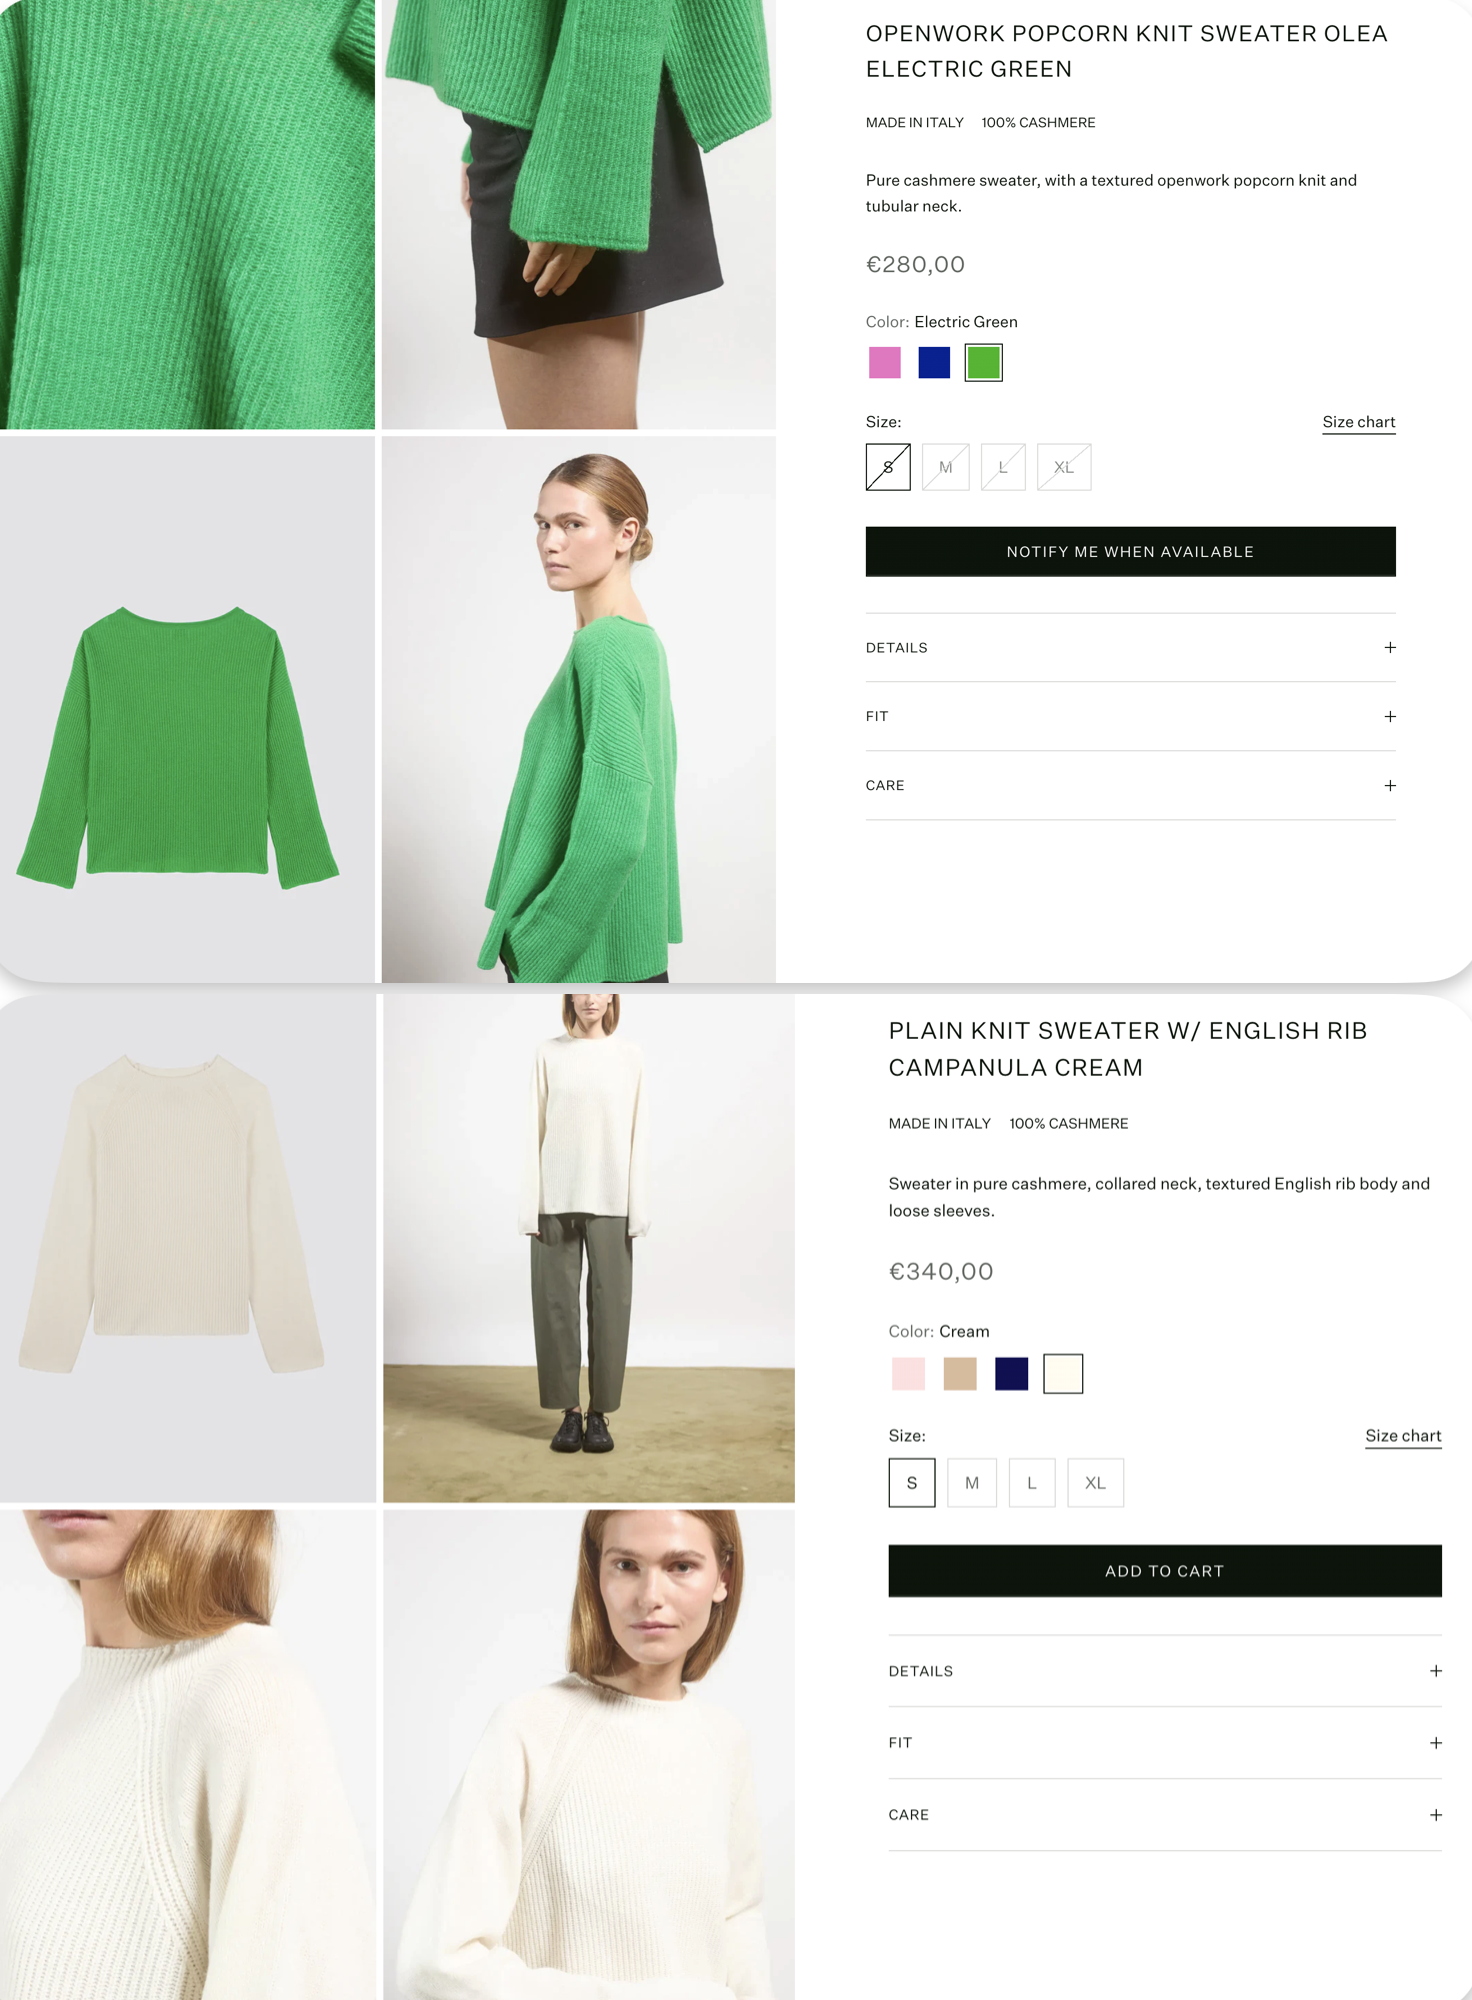 OPENWORK POPCORN KNIT SWEATER OLEA
ELECTRIC GREEN
MADE IN ITALY 100% CASHMERE
Pure cashmere sweater, with a textured openwork popcorn knit and
tubular neck.
€280,00
Color: Electric Green
Size: Size chart
S M L XL
NOTIFY ME WHEN AVAILABLE
DETAILS +
FIT +
CARE +
PLAIN KNIT SWEATER W/ ENGLISH RIB
CAMPANULA CREAM
MADE IN ITALY 100% CASHMERE
Sweater in pure cashmere, collared neck, textured English rib body and
loose sleeves.
€340,00
Color: Cream
Size: Size chart
S M L XL
ADD TO CART
DETAILS +
FIT +
CARE +